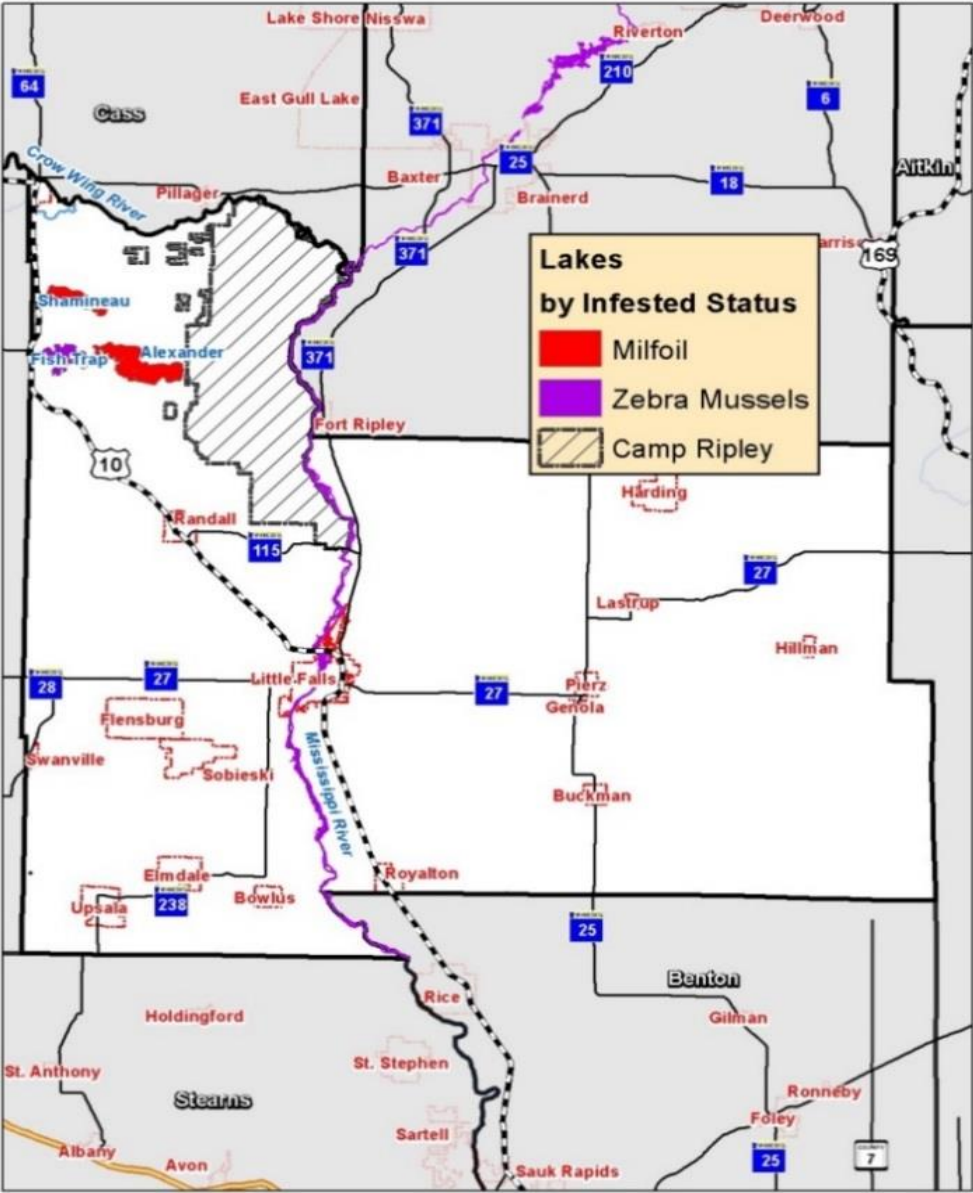 Lake Shore Nisswa
Deerwood
Riverton
64
210
6
Cass
East Gull Lake
371
25
Aitkin
Crow Wing River
Pillager
Baxter
18
Brainerd
371
169
Lakes
by Infested Status
Milfoil
Zebra Mussels
Camp Ripley
Shamineau
Fish Trap
Alexander
371
Fort Ripley
10
Harding
Randall
115
27
Lastrup
Hillman
28
27
Little Falls
27
Pierz
Genola
Flensburg
Swanville
Sobieski
Mississippi River
Buckman
Elmdale
Royalton
Upsala
238
Bowlus
25
Benton
Rice
Holdingford
Gilman
St. Stephen
St. Anthony
Stearns
Ronneby
Foley
Sartell
Albany
Avon
25
7
Sauk Rapids